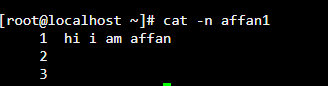 [root@localhost ~]# cat -n affan1
     1  hi i am affan
     2
     3